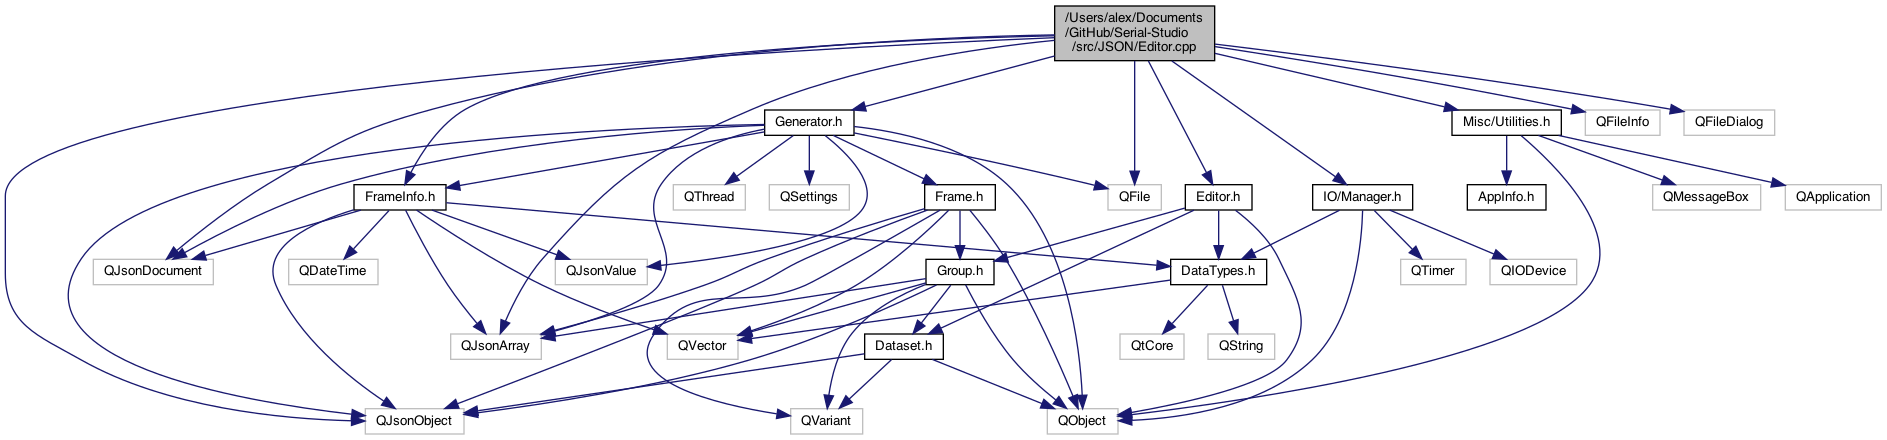 /Users/alex/Documents
/GitHub/Serial-Studio
/src/JSON/Editor.cpp
Generator.h
Misc/Utilities.h
QFileInfo
QFileDialog
FrameInfo.h
QThread
QSettings
Frame.h
QFile
Editor.h
IO/Manager.h
AppInfo.h
QMessageBox
QApplication
QJsonDocument
QDateTime
QJsonValue
Group.h
DataTypes.h
QTimer
QIODevice
QJsonArray
QVector
Dataset.h
QtCore
QString
QJsonObject
QVariant
QObject